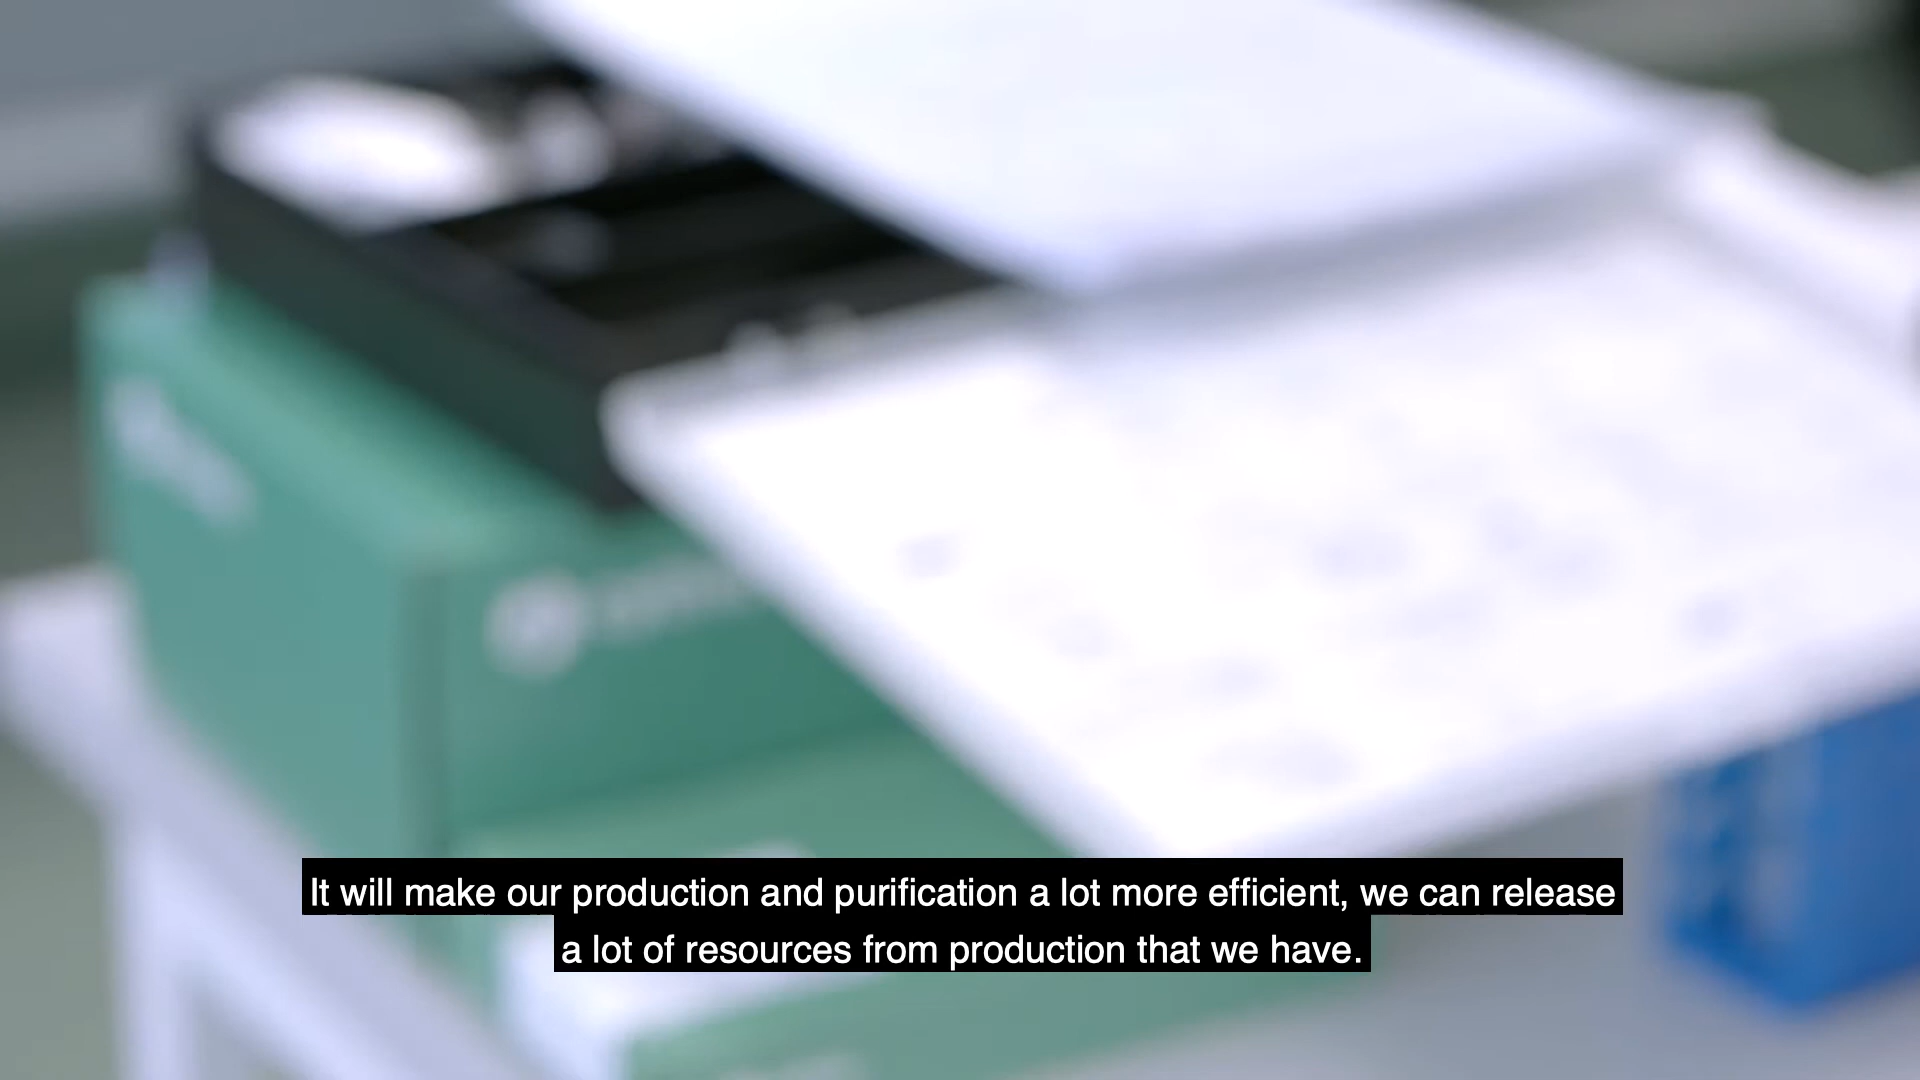 It will make our production and purification a lot more efficient, we can release
a lot of resources from production that we have.